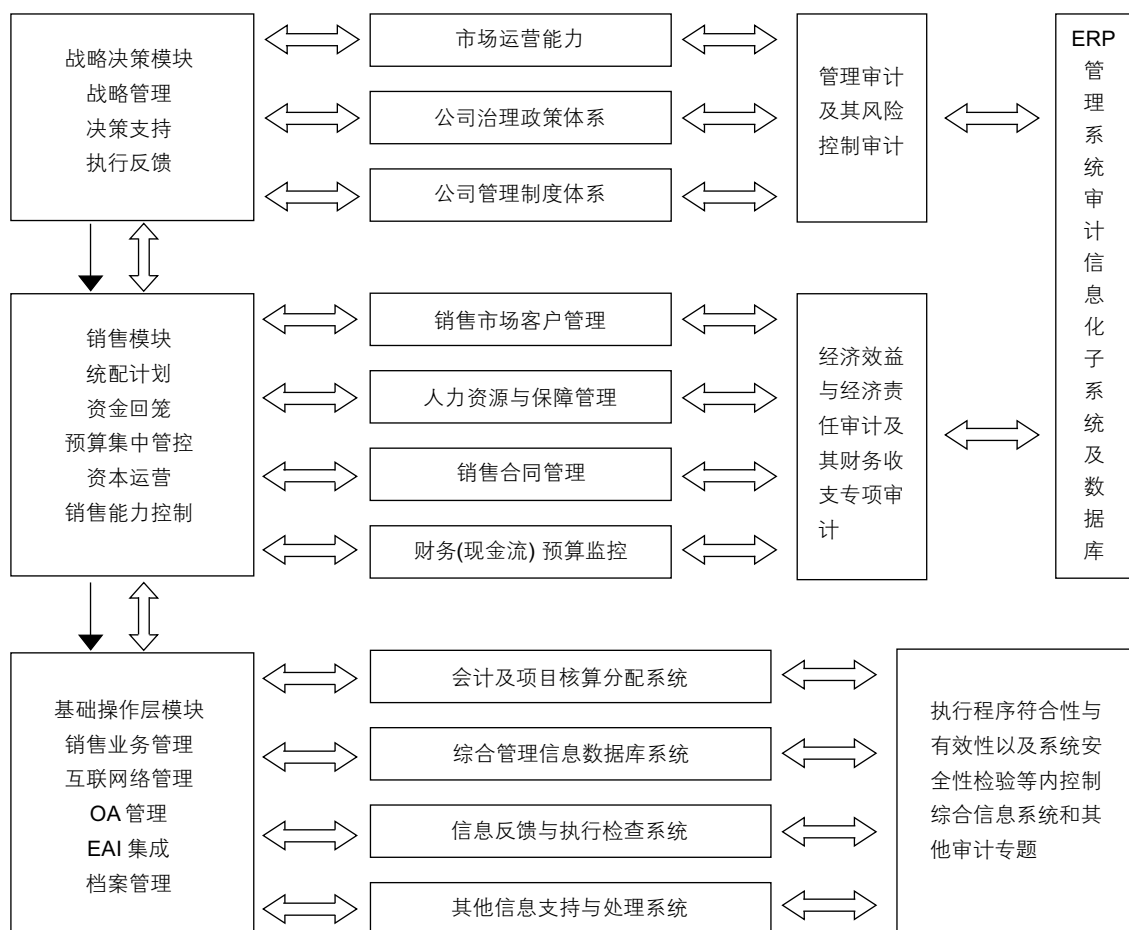 战略决策模块
战略管理
决策支持
执行反馈
市场运营能力
公司治理政策体系
公司管理制度体系
管理审计
及其风险
控制审计
ERP
管
理
系
统
审
计
信
息
化
子
系
统
及
数
据
库
销售模块
统配计划
资金回笼
预算集中管控
资本运营
销售能力控制
销售市场客户管理
人力资源与保障管理
销售合同管理
财务(现金流) 预算监控
经济效益
与经济责
任审计及
其财务收
支专项审
计
基础操作层模块
销售业务管理
互联网络管理
OA 管理
EAI 集成
档案管理
会计及项目核算分配系统
综合管理信息数据库系统
信息反馈与执行检查系统
其他信息支持与处理系统
执行程序符合性与
有效性以及系统安
全性检验等内控制
综合信息系统和其
他审计专题